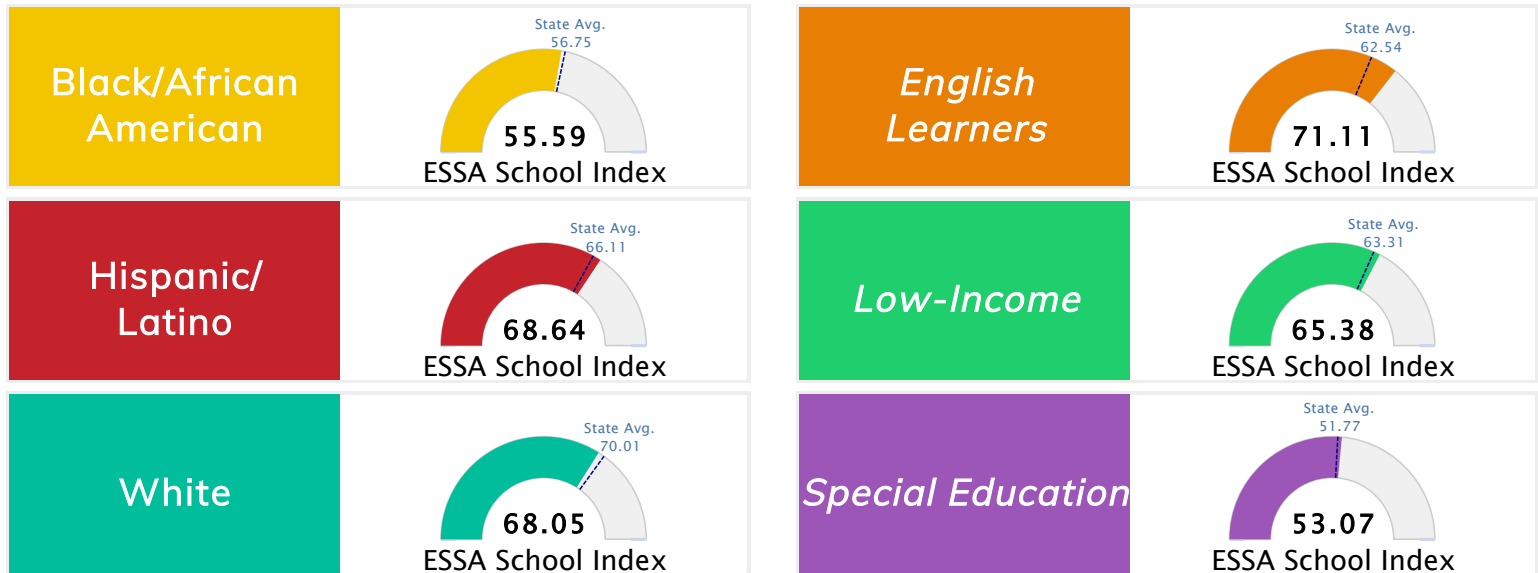 Black/African
American
State Avg.
56.75
55.59
ESSA School Index
English
Learners
State Avg.
62.54
71.11
ESSA School Index
Hispanic/
Latino
State Avg.
66.11
68.64
ESSA School Index
Low-Income
State Avg.
63.31
65.38
ESSA School Index
White
State Avg.
70.01
68.05
ESSA School Index
Special Education
State Avg.
51.77
53.07
ESSA School Index